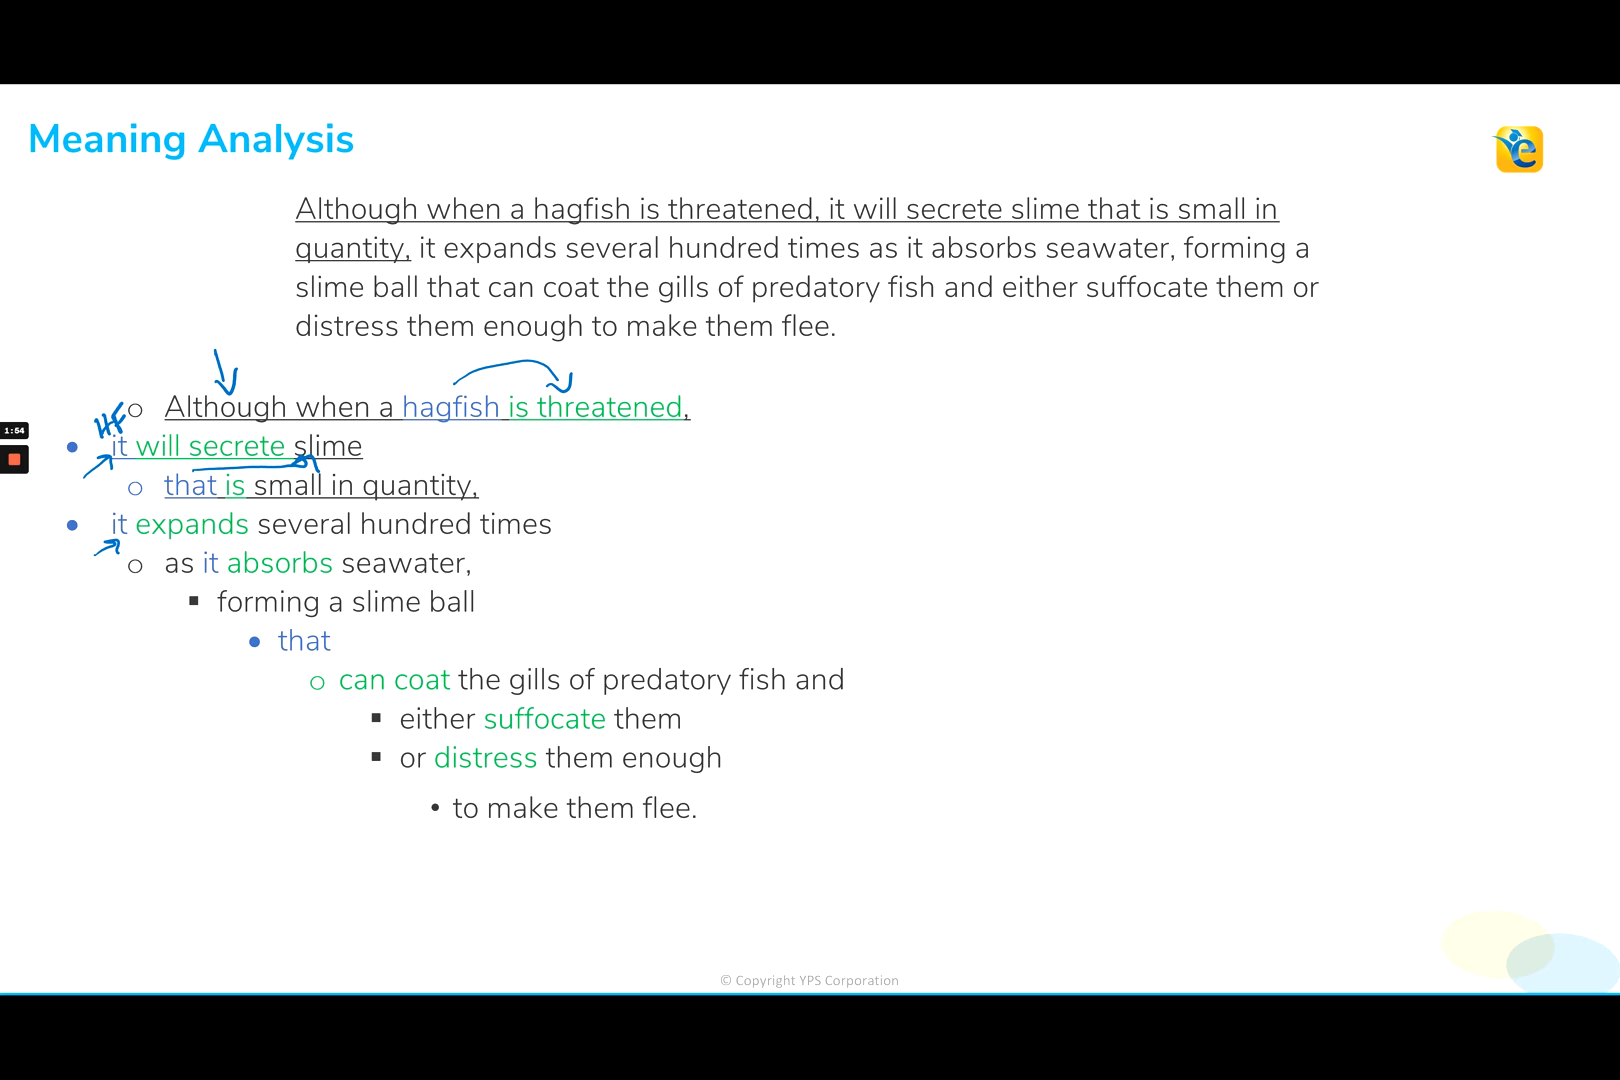 Meaning Analysis
Although when a hagfish is threatened, it will secrete slime that is small in
quantity, it expands several hundred times as it absorbs seawater, forming a
slime ball that can coat the gills of predatory fish and either suffocate them or
distress them enough to make them flee.
Although when a hagfish is threatened,
HF
it will secrete slime
that is small in quantity,
it expands several hundred times
as it absorbs seawater,
forming a slime ball
that
can coat the gills of predatory fish and
either suffocate them
or distress them enough
to make them flee.
1:54
e
© Copyright YPS Corporation